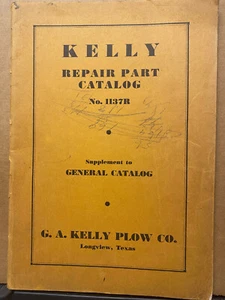 KELLY
REPAIR PART
CATALOG
No. 1137R
Supplement to
GENERAL CATALOG
G. A. KELLY PLOW CO.
Longview, Texas